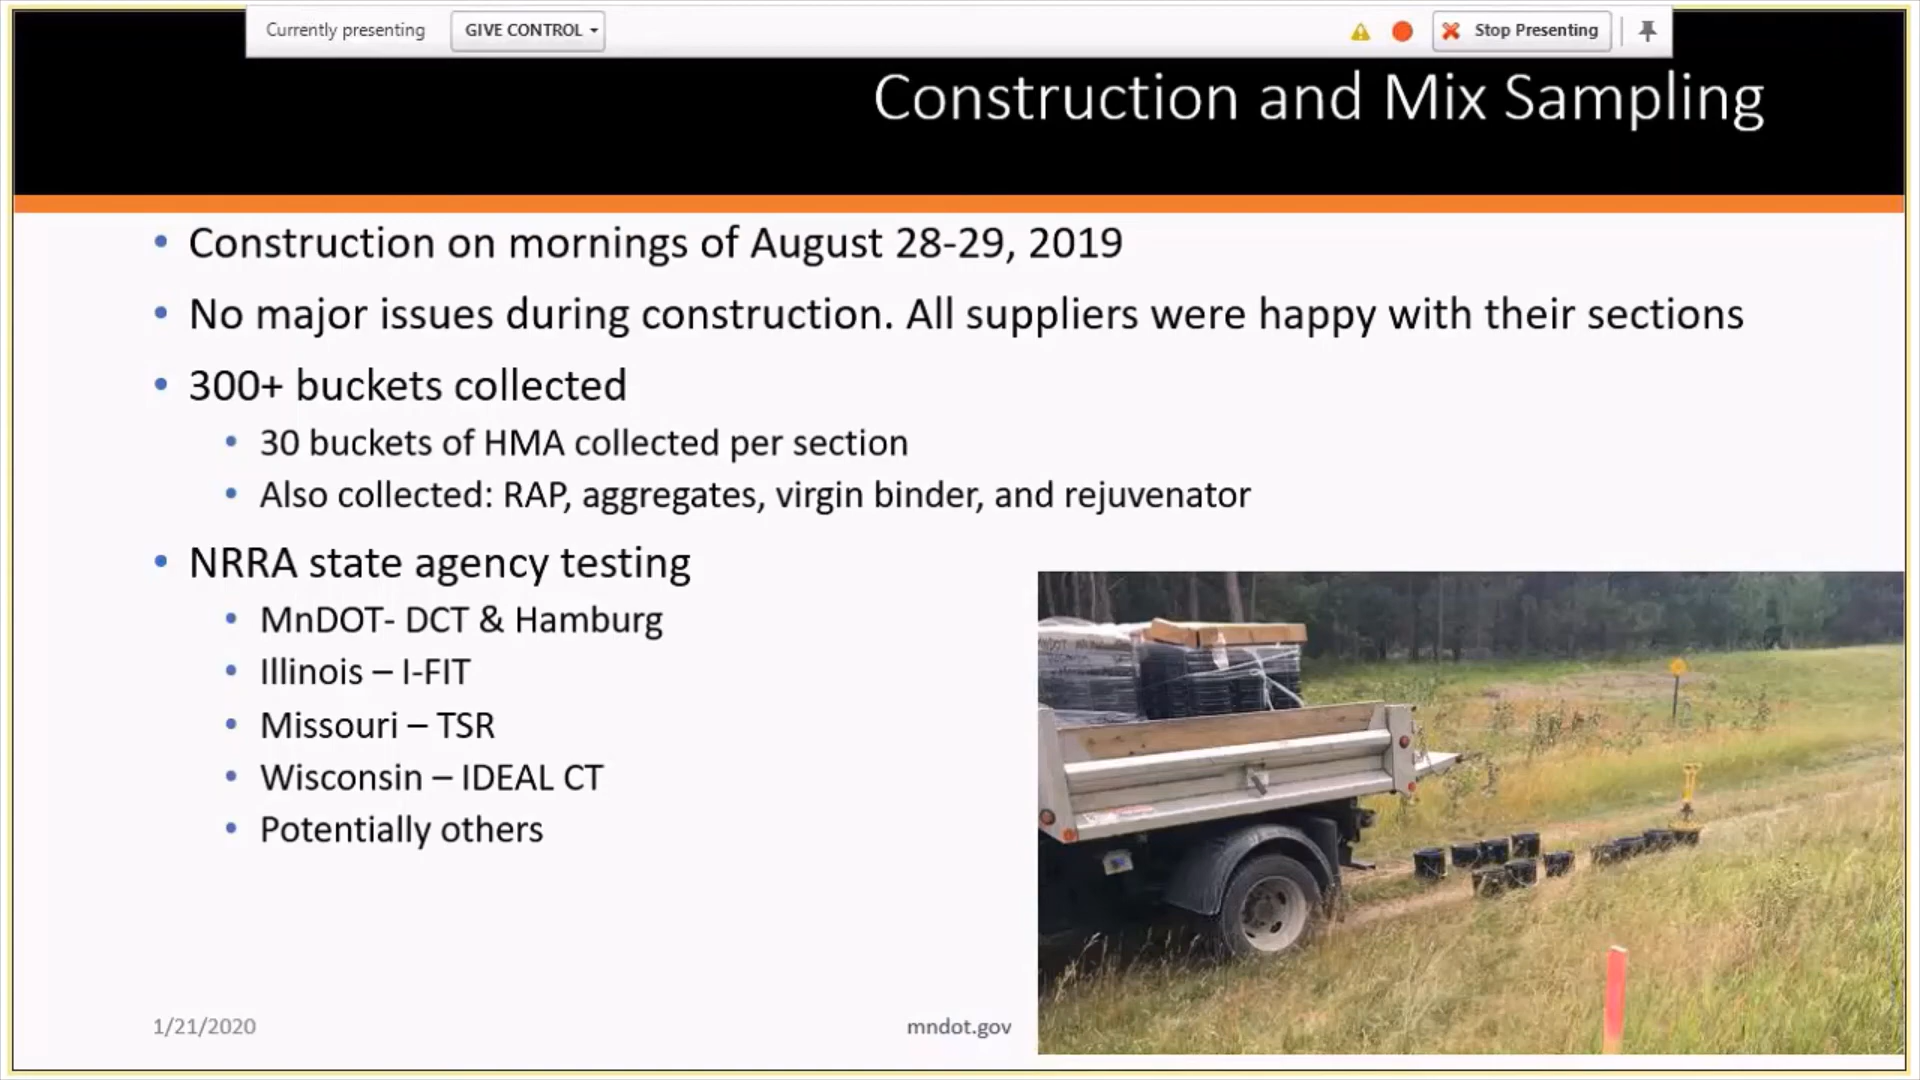 Currently presenting
GIVE CONTROL
Stop Presenting
Construction and Mix Sampling
• Construction on mornings of August 28-29, 2019
• No major issues during construction. All suppliers were happy with their sections
• 300+ buckets collected
• 30 buckets of HMA collected per section
• Also collected: RAP, aggregates, virgin binder, and rejuvenator
• NRRA state agency testing
• MnDOT- DCT & Hamburg
• Illinois – I-FIT
• Missouri – TSR
• Wisconsin – IDEAL CT
• Potentially others
1/21/2020
mndot.gov